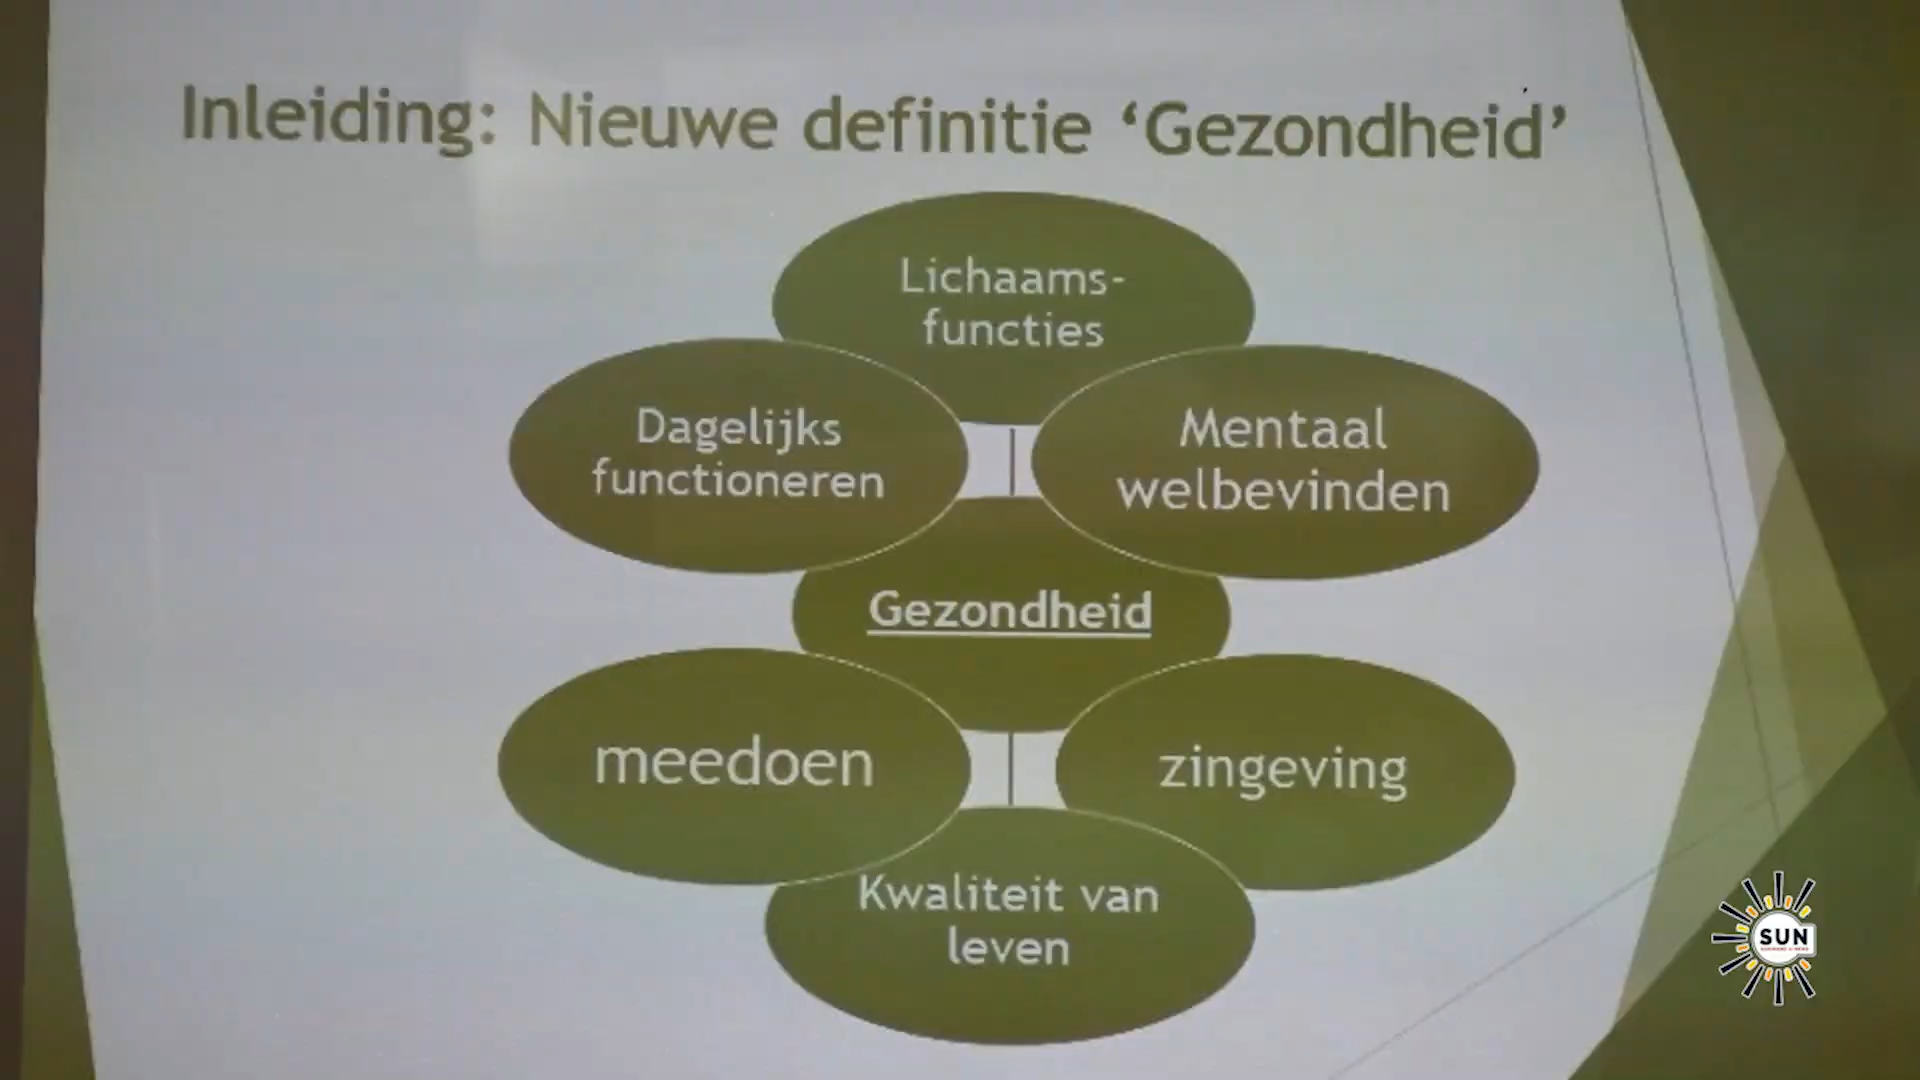 Inleiding: Nieuwe definitie ‘Gezondheid’
Lichaams-
functies
Dagelijks
functioneren
Mentaal
welbevinden
Gezondheid
meedoen
zingeving
Kwaliteit van
leven
SUN